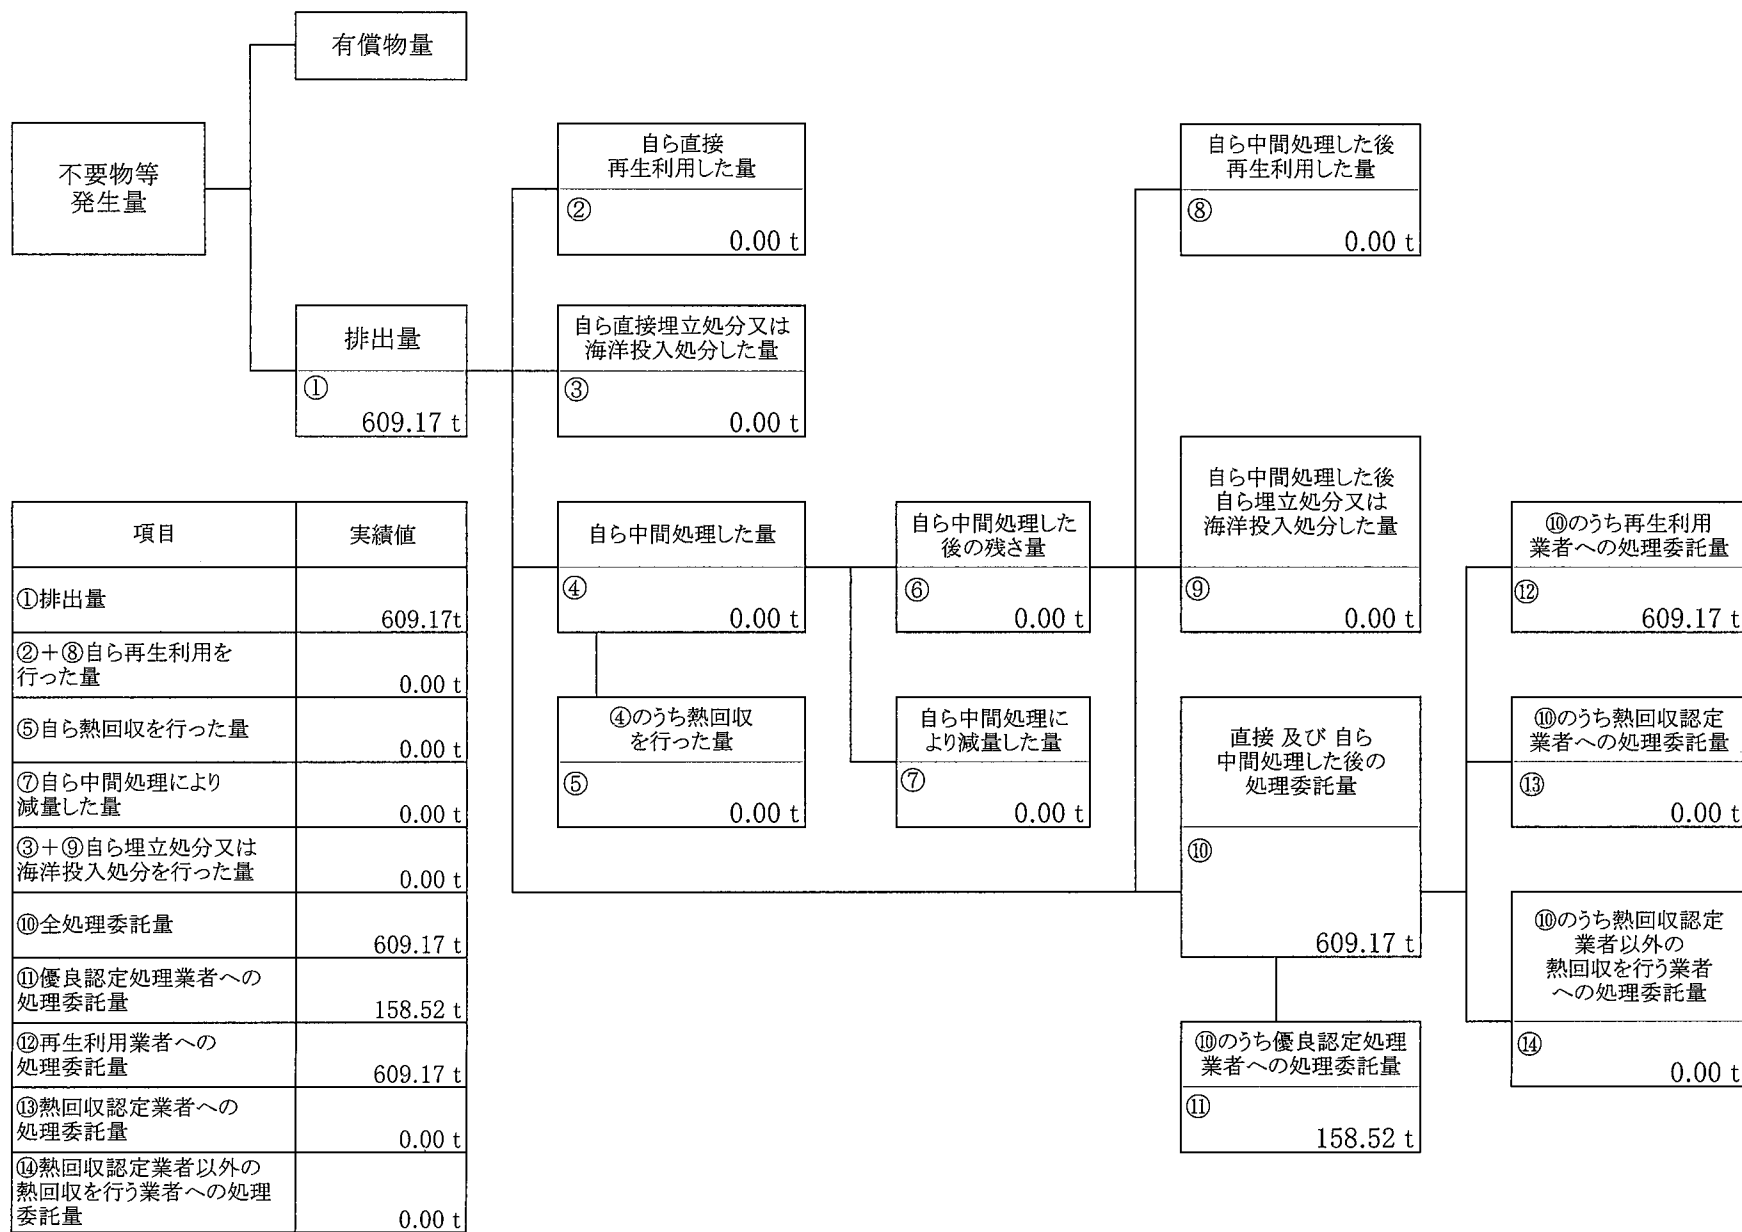 有償物量
不要物等
発生量
排出量
①
609.17 t
自ら直接
再生利用した量
②
0.00 t
自ら直接埋立処分又は
海洋投入処分した量
③
0.00 t
自ら中間処理した量
④
0.00 t
④のうち熱回収
を行った量
⑤
0.00 t
自ら中間処理した
後の残さ量
⑥
0.00 t
自ら中間処理に
より減量した量
⑦
0.00 t
自ら中間処理した後
再生利用した量
⑧
0.00 t
自ら中間処理した後
自ら埋立処分又は
海洋投入処分した量
⑨
0.00 t
直接 及び 自ら
中間処理した後の
処理委託量
⑩
609.17 t
⑩のうち優良認定処理
業者への処理委託量
⑪
158.52 t
⑩のうち再生利用
業者への処理委託量
⑫
609.17 t
⑩のうち熱回収認定
業者への処理委託量
⑬
0.00 t
⑩のうち熱回収認定
業者以外の
熱回収を行う業者
への処理委託量
⑭
0.00 t
項目 実績値
①排出量
609.17t
②＋⑧自ら再生利用を
行った量
0.00 t
⑤自ら熱回収を行った量
0.00 t
⑦自ら中間処理により
減量した量
0.00 t
③＋⑨自ら埋立処分又は
海洋投入処分を行った量
0.00 t
⑩全処理委託量
609.17 t
⑪優良認定処理業者への
処理委託量
158.52 t
⑫再生利用業者への
処理委託量
609.17 t
⑬熱回収認定業者への
処理委託量
0.00 t
⑭熱回収認定業者以外の
熱回収を行う業者への処理
委託量
0.00 t